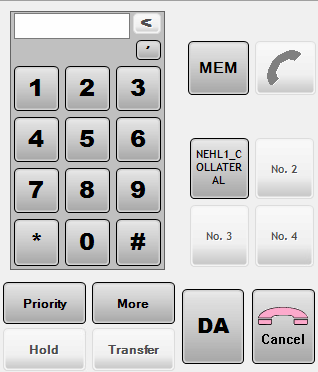 <
,
MEM
1 2 3
4 5 6
7 8 9
* 0 #
NEHL1_C
OLLATER
AL
No. 2
No. 3
No. 4
Priority
More
Hold
Transfer
DA
Cancel